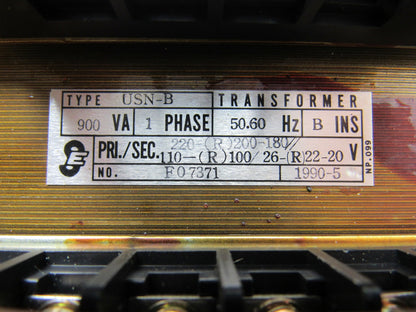 TYPE USN-B TRANSFORMER
900 VA 1 PHASE 50.60 Hz B INS
PRI./SEC. 220-(R)200-180//
110-(R)100/26-(R)22-20 V
NO. F07371 1990-5
NP.099